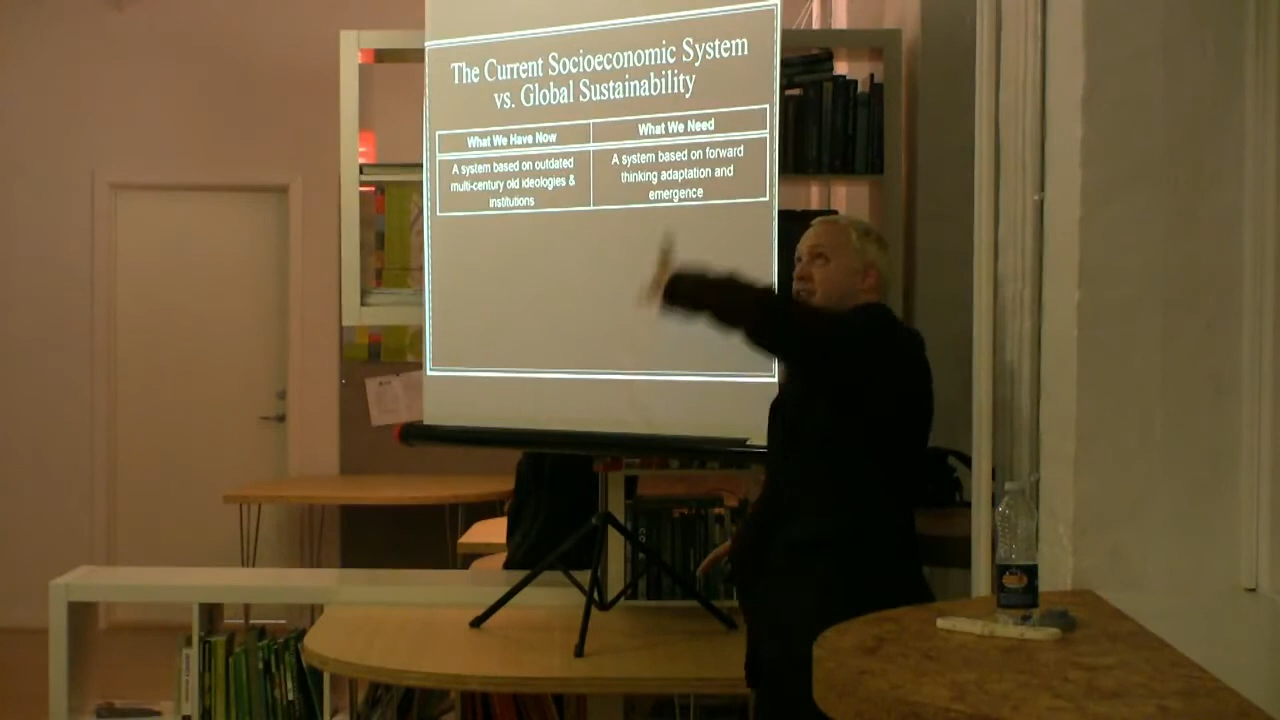 The Current Socioeconomic System
vs. Global Sustainability
What We Have Now
What We Need
A system based on outdated
multi-century old ideologies &
institutions
A system based on forward
thinking adaptation and
emergence